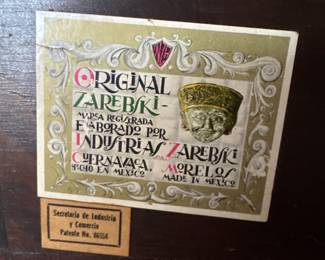 ORIGINAL
ZAREBSKI-
MARCA REGISTRADA
ELABORADO POR
INDUSTRIAS ZAREBSKI
CUERNAVACA, MORELOS
HECHO EN MEXICO MADE IN MEXICO
Secretaria de Industria
y Comercio
Patente No. 86554